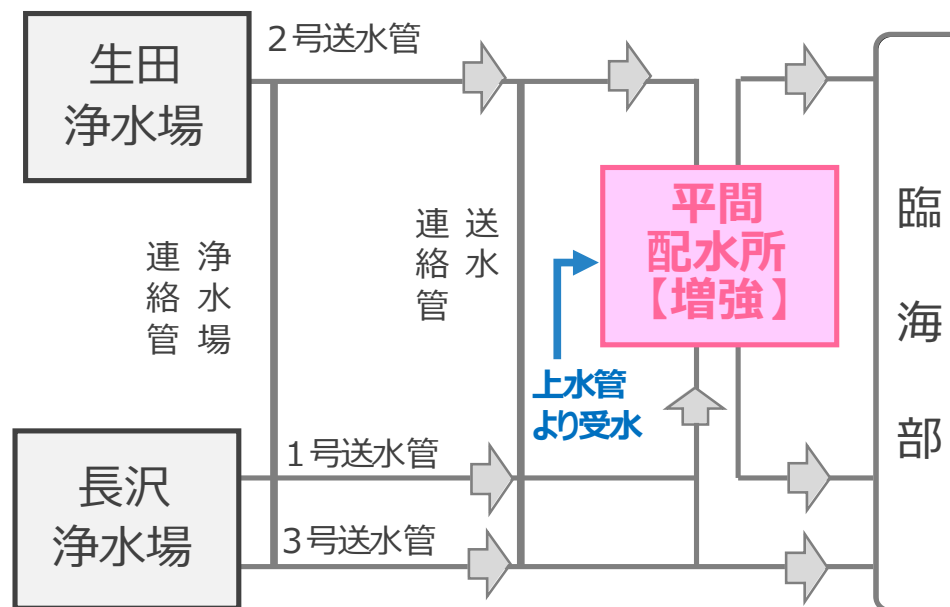 生田
浄水場
2号送水管
浄水場
連絡管
送水
連絡管
平間
配水所
【増強】
上水管
より受水
臨海部
長沢
浄水場
1号送水管
3号送水管